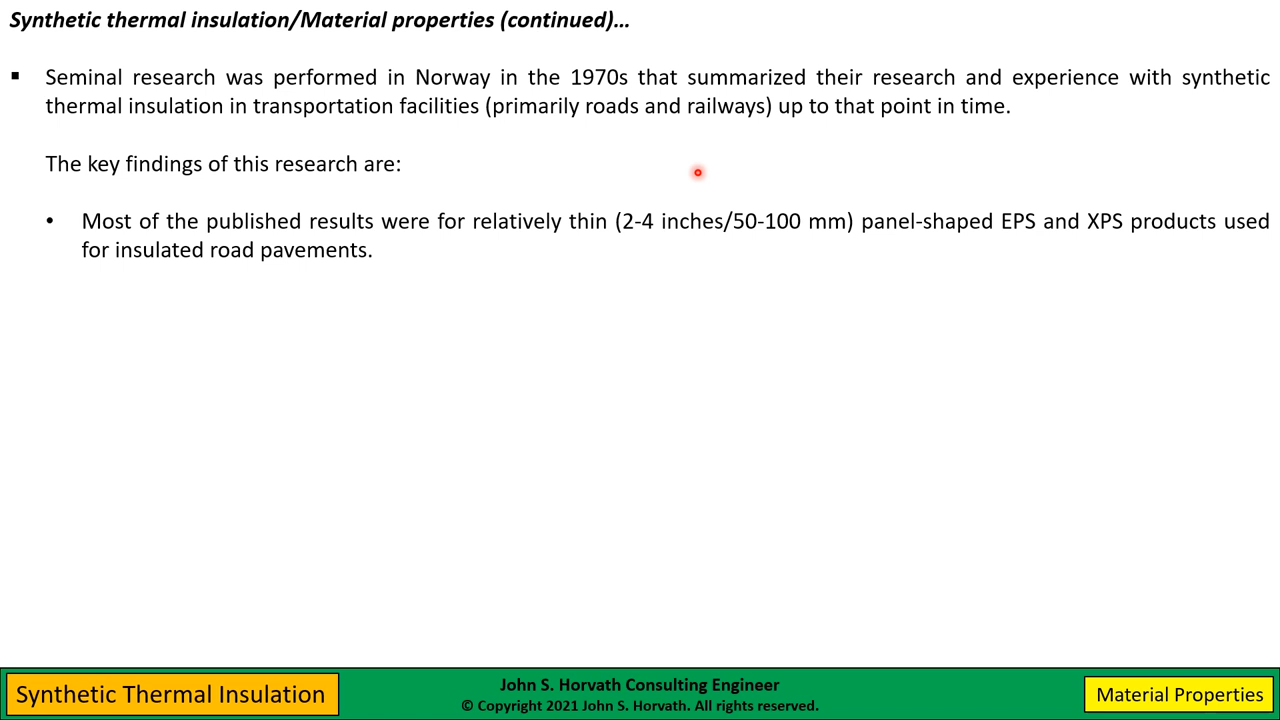 Synthetic thermal insulation/Material properties (continued)…
▪ Seminal research was performed in Norway in the 1970s that summarized their research and experience with synthetic
thermal insulation in transportation facilities (primarily roads and railways) up to that point in time.
The key findings of this research are:
• Most of the published results were for relatively thin (2-4 inches/50-100 mm) panel-shaped EPS and XPS products used
for insulated road pavements.
Synthetic Thermal Insulation
John S. Horvath Consulting Engineer
© Copyright 2021 John S. Horvath. All rights reserved.
Material Properties